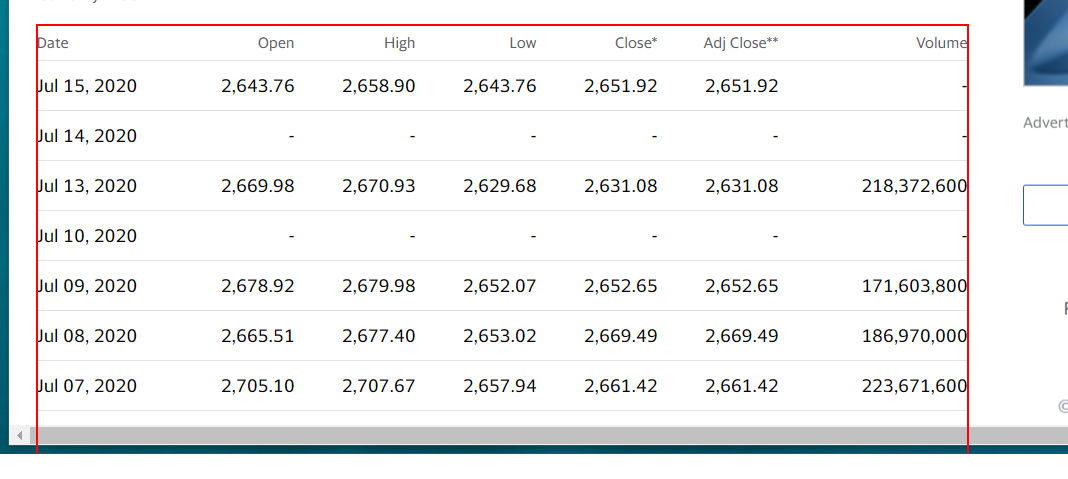 Date Open High Low Close* Adj Close** Volume
Jul 15, 2020 2,643.76 2,658.90 2,643.76 2,651.92 2,651.92 -
Advert
Jul 14, 2020 - - - - - -
Jul 13, 2020 2,669.98 2,670.93 2,629.68 2,631.08 2,631.08 218,372,600
Jul 10, 2020 - - - - - -
Jul 09, 2020 2,678.92 2,679.98 2,652.07 2,652.65 2,652.65 171,603,800
Jul 08, 2020 2,665.51 2,677.40 2,653.02 2,669.49 2,669.49 186,970,000
Jul 07, 2020 2,705.10 2,707.67 2,657.94 2,661.42 2,661.42 223,671,600